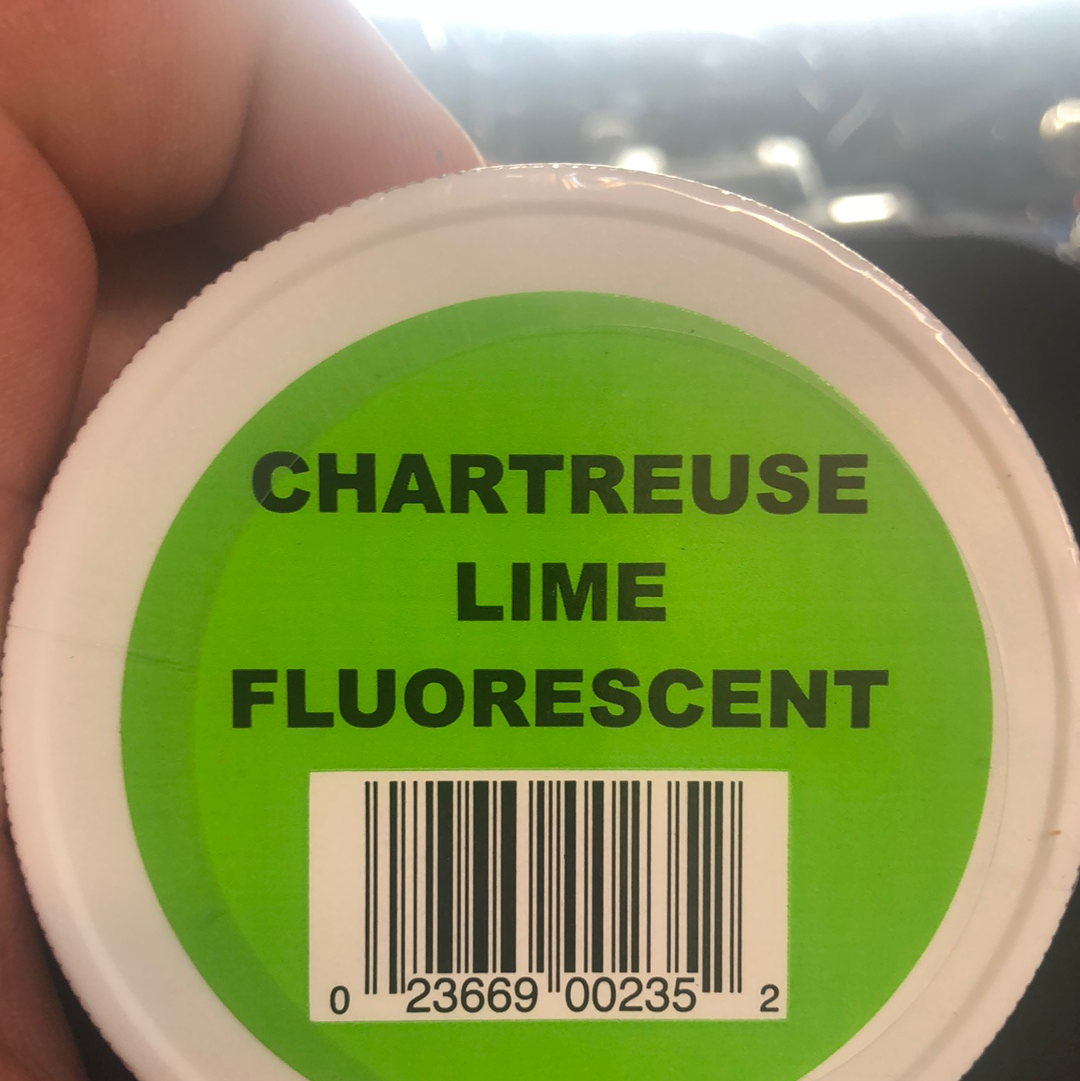 CHARTREUSE
LIME
FLUORESCENT
0 23669 00235 2